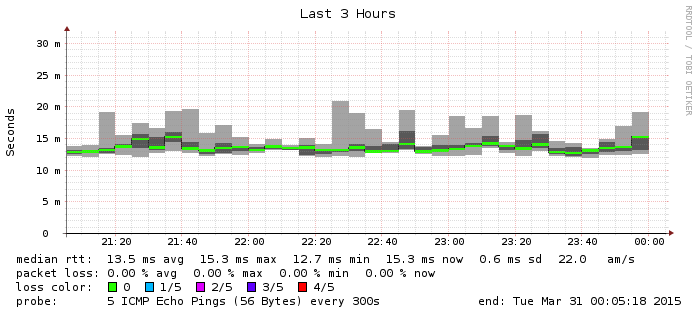 Last 3 Hours
RRDTOOL / TOBI OETIKER
Seconds
30 m
25 m
20 m
15 m
10 m
5 m
0
21:20 21:40 22:00 22:20 22:40 23:00 23:20 23:40 00:00
median rtt: 13.5 ms avg 15.3 ms max 12.7 ms min 15.3 ms now 0.6 ms sd 22.0 am/s
packet loss: 0.00 % avg 0.00 % max 0.00 % min 0.00 % now
loss color: 0 1/5 2/5 3/5 4/5
probe: 5 ICMP Echo Pings (56 Bytes) every 300s end: Tue Mar 31 00:05:18 2015